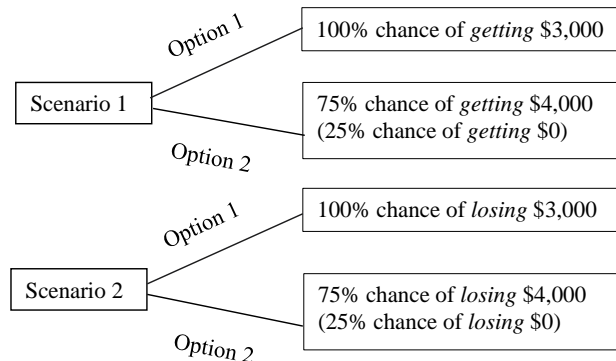 Option 1
100% chance of getting $3,000
Scenario 1
75% chance of getting $4,000
(25% chance of getting $0)
Option 2
Option 1
100% chance of losing $3,000
Scenario 2
75% chance of losing $4,000
(25% chance of losing $0)
Option 2